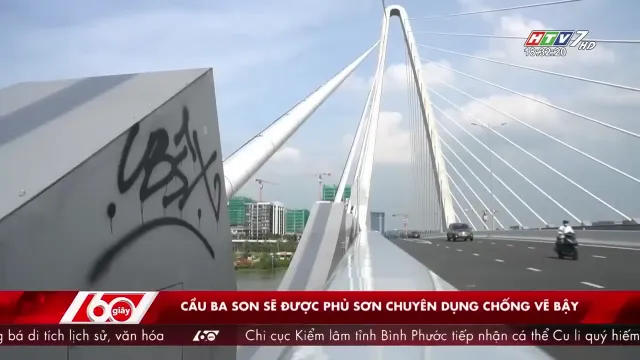 HTV7HD
18:32:20
60 giây
CẦU BA SON SẼ ĐƯỢC PHỦ SƠN CHUYÊN DỤNG CHỐNG VẼ BẬY
g bá di tích lịch sử, văn hóa 60 Chi cục Kiểm lâm tỉnh Bình Phước tiếp nhận cá thể Cu li quý hiếm